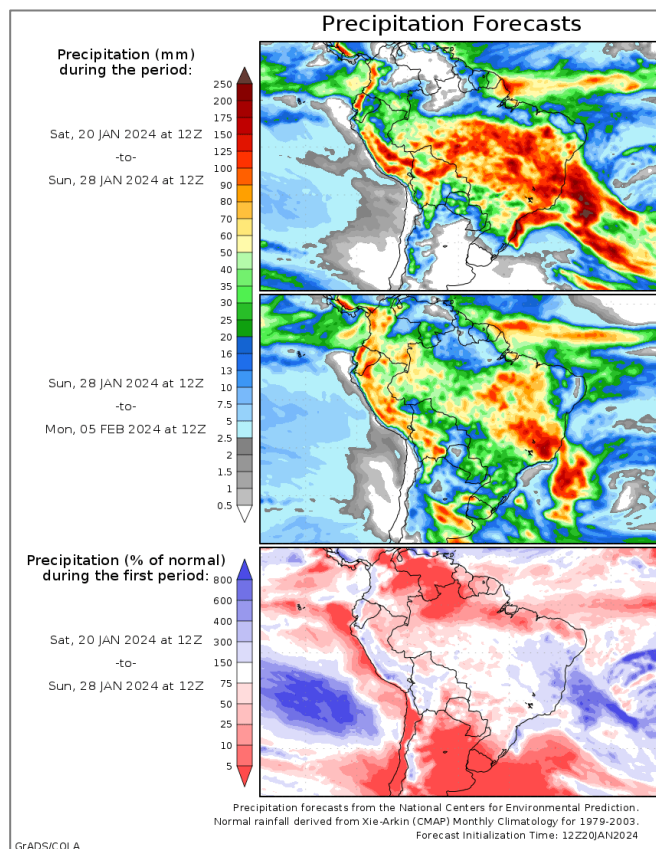 Precipitation Forecasts
Precipitation (mm)
during the period:
Sat, 20 JAN 2024 at 12Z
-to-
Sun, 28 JAN 2024 at 12Z
250
200
175
150
125
100
90
80
70
60
50
40
35
30
25
20
16
13
10
7.5
5
2.5
2
1.5
1
0.5
Sun, 28 JAN 2024 at 12Z
-to-
Mon, 05 FEB 2024 at 12Z
Precipitation (% of normal)
during the first period:
Sat, 20 JAN 2024 at 12Z
-to-
Sun, 28 JAN 2024 at 12Z
800
600
400
300
150
75
50
25
10
5
Precipitation forecasts from the National Centers for Environmental Prediction.
Normal rainfall derived from Xie-Arkin (CMAP) Monthly Climatology for 1979-2003.
Forecast Initialization Time: 12Z20JAN2024
GrADS/COLA